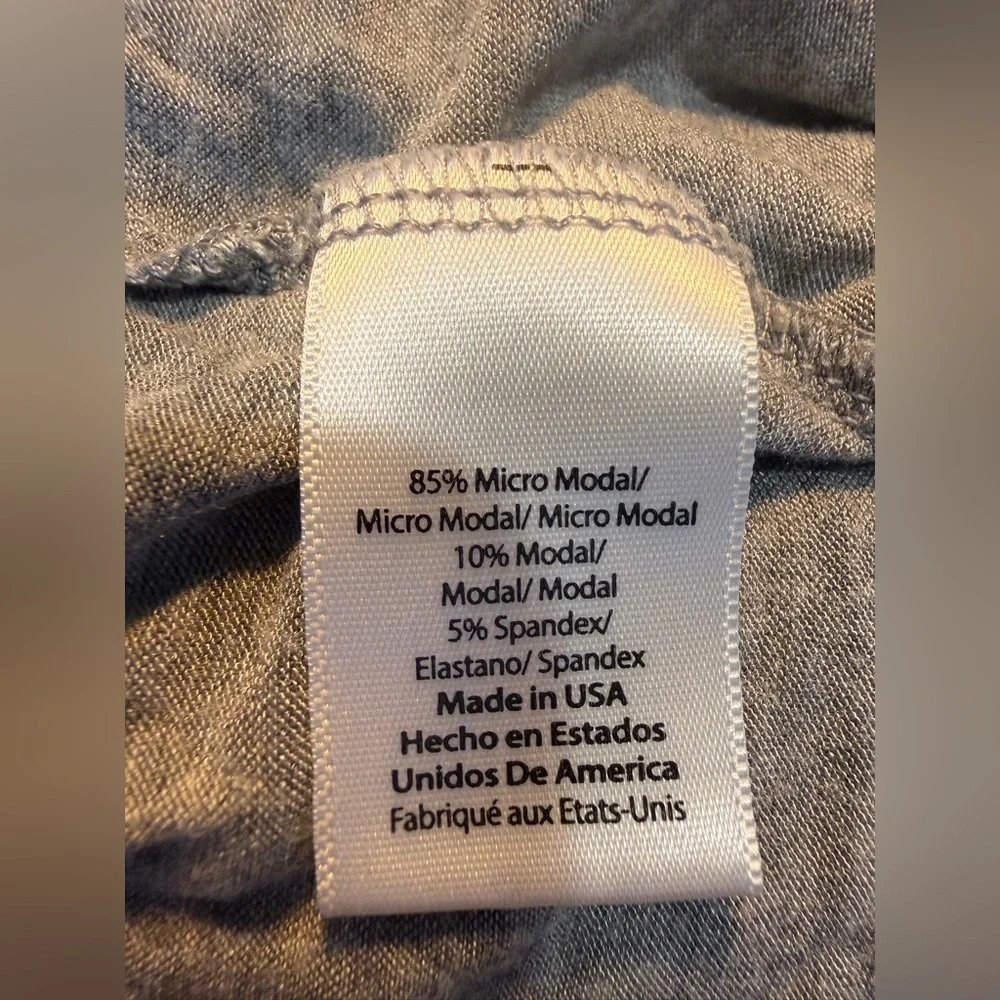 85% Micro Modal/
Micro Modal/ Micro Modal
10% Modal/
Modal/ Modal
5% Spandex/
Elastano/ Spandex
Made in USA
Hecho en Estados
Unidos De America
Fabriqué aux Etats-Unis